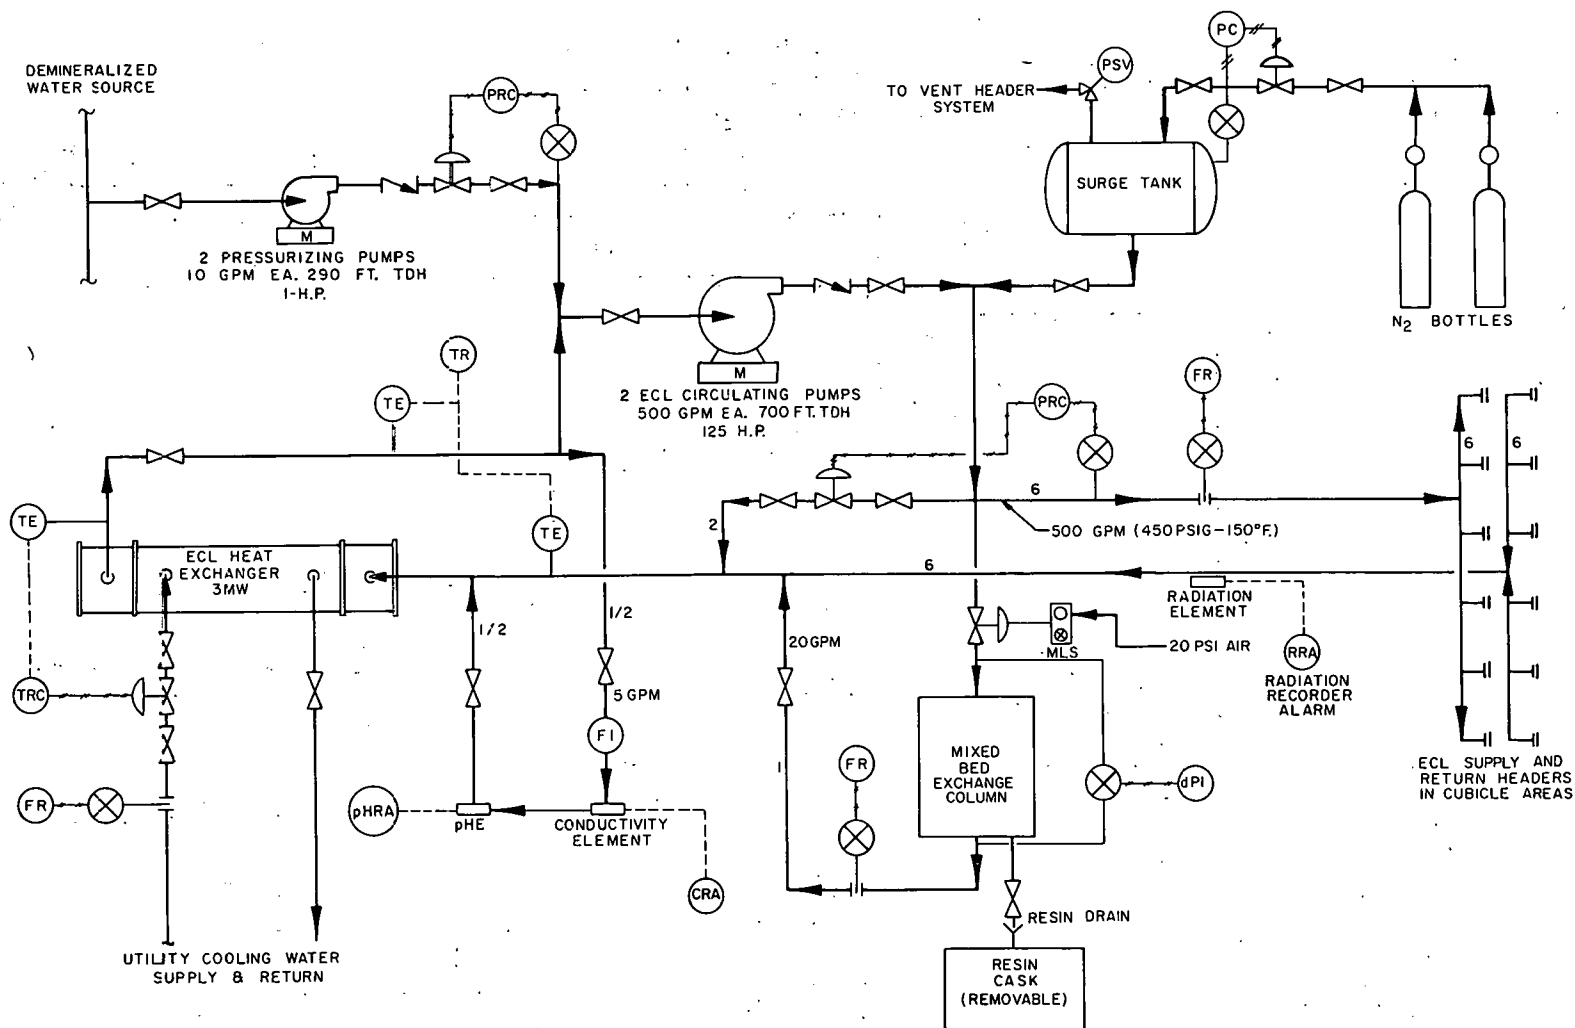 DEMINERALIZED
WATER SOURCE
PRC
M
2 PRESSURIZING PUMPS
10 GPM EA. 290 FT. TDH
1-H.P.
TO VENT HEADER
SYSTEM
PSV
PC
SURGE TANK
N2 BOTTLES
M
2 ECL CIRCULATING PUMPS
500 GPM EA. 700 FT. TDH
125 H.P.
TR
TE
TE
TE
ECL HEAT
EXCHANGER
3MW
PRC
FR
6
500 GPM (450 PSIG-150°F.)
2
6
6
6
RADIATION
ELEMENT
RRA
RADIATION
RECORDER
ALARM
20 PSI AIR
MLS
ECL SUPPLY AND
RETURN HEADERS
IN CUBICLE AREAS
1/2
1/2
5 GPM
FI
20 GPM
1
TRC
FR
pHRA
pHE
CONDUCTIVITY
ELEMENT
CRA
FR
MIXED
BED
EXCHANGE
COLUMN
dPI
RESIN DRAIN
RESIN
CASK
(REMOVABLE)
UTILITY COOLING WATER
SUPPLY & RETURN